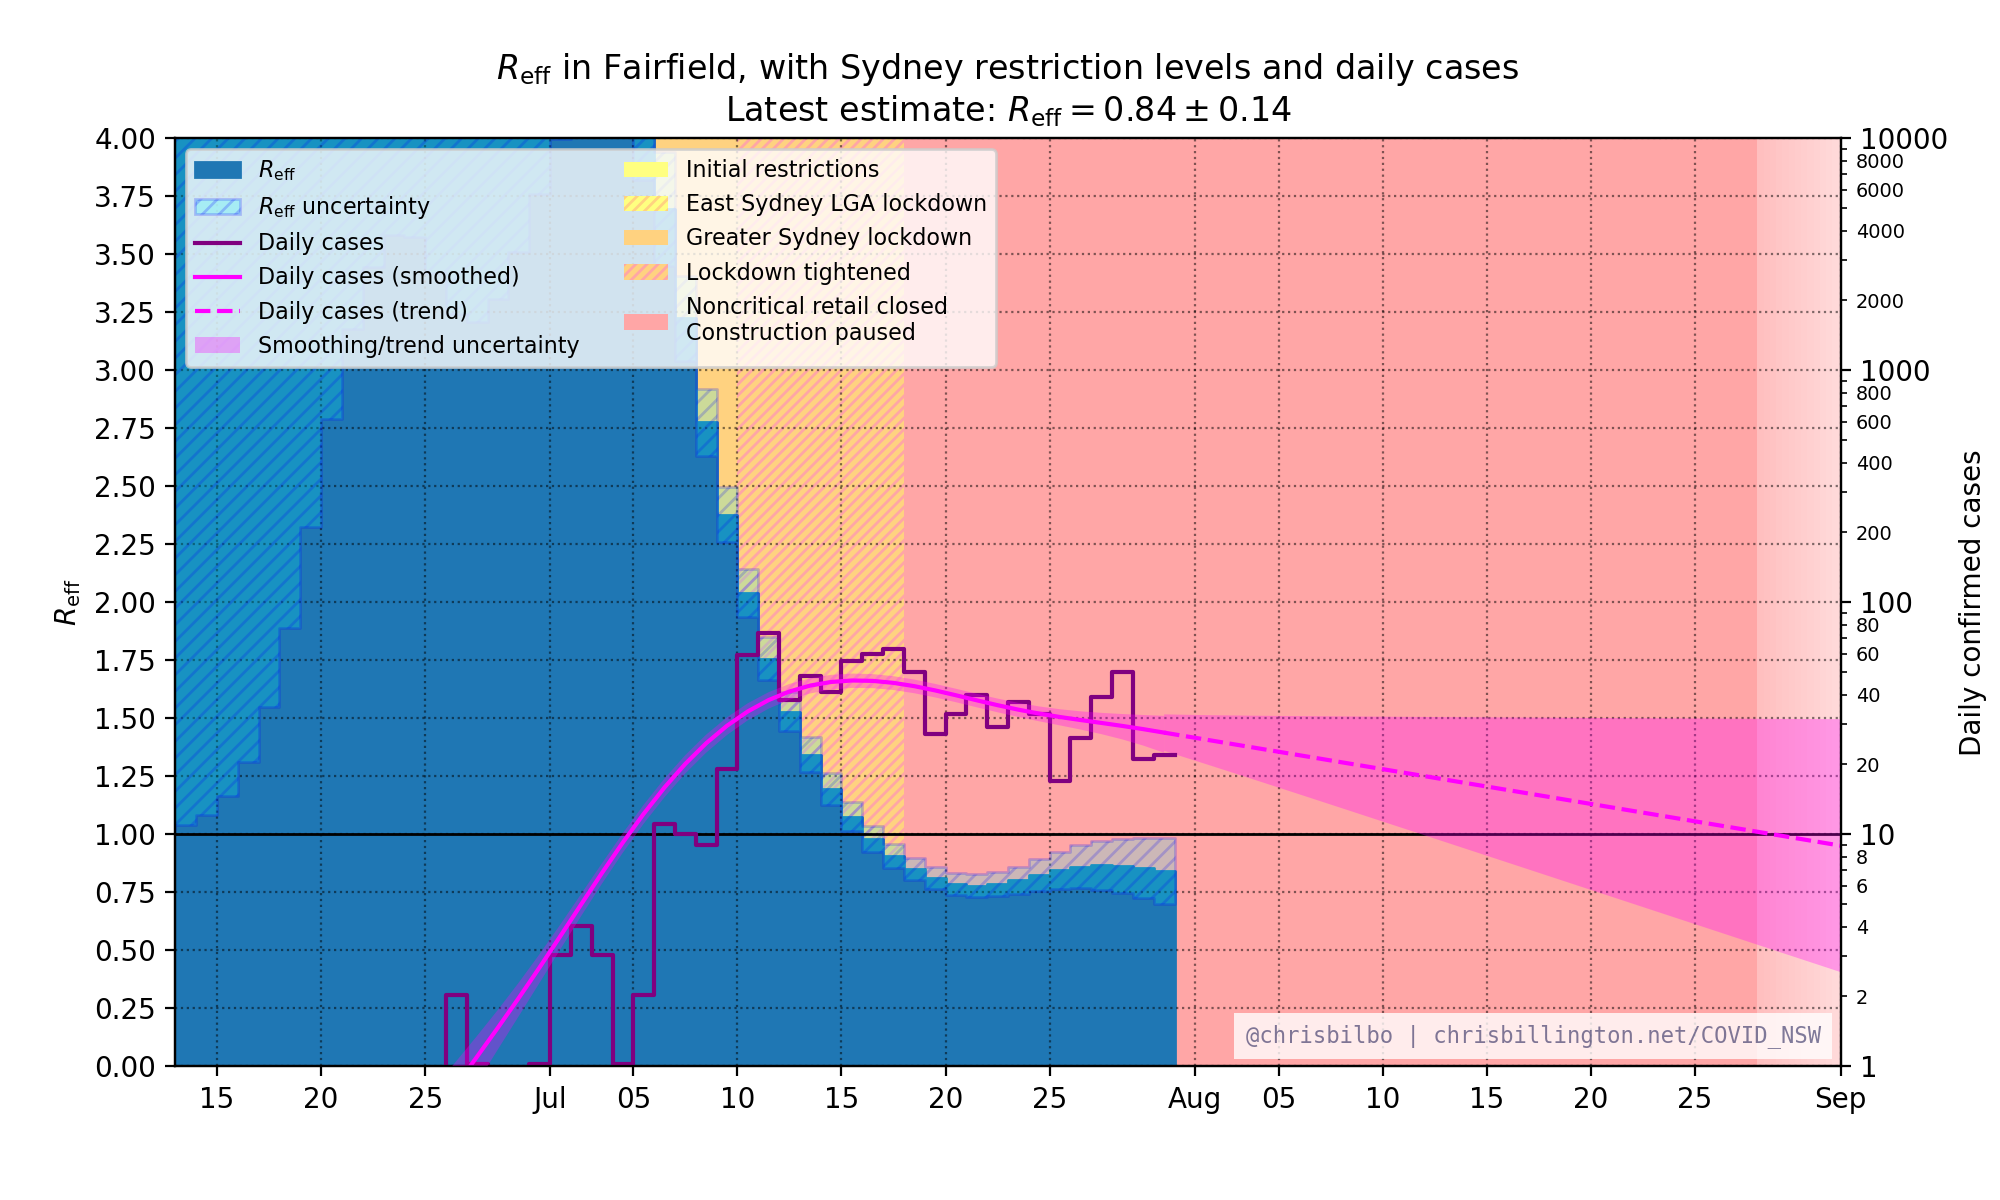 R_eff in Fairfield, with Sydney restriction levels and daily cases
Latest estimate: R_eff = 0.84 ± 0.14
R_eff
R_eff uncertainty
Daily cases
Daily cases (smoothed)
Daily cases (trend)
Smoothing/trend uncertainty
Initial restrictions
East Sydney LGA lockdown
Greater Sydney lockdown
Lockdown tightened
Noncritical retail closed
Construction paused
4.00
3.75
3.50
3.25
3.00
2.75
2.50
2.25
2.00
1.75
1.50
1.25
1.00
0.75
0.50
0.25
0.00
R_eff
10000
8000
6000
4000
2000
1000
800
600
400
200
100
80
60
40
20
10
8
6
4
2
1
Daily confirmed cases
@chrisbilbo | chrisbillington.net/COVID_NSW
15 20 25 Jul 05 10 15 20 25 Aug 05 10 15 20 25 Sep